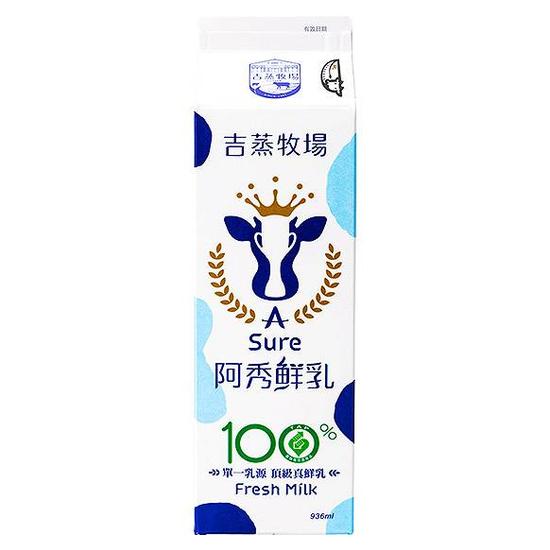 有效日期
吉蒸牧場
吉蒸牧場
A
Sure
阿秀鮮乳
100%
TAP
單一乳源 頂級真鮮乳
Fresh Milk
936ml